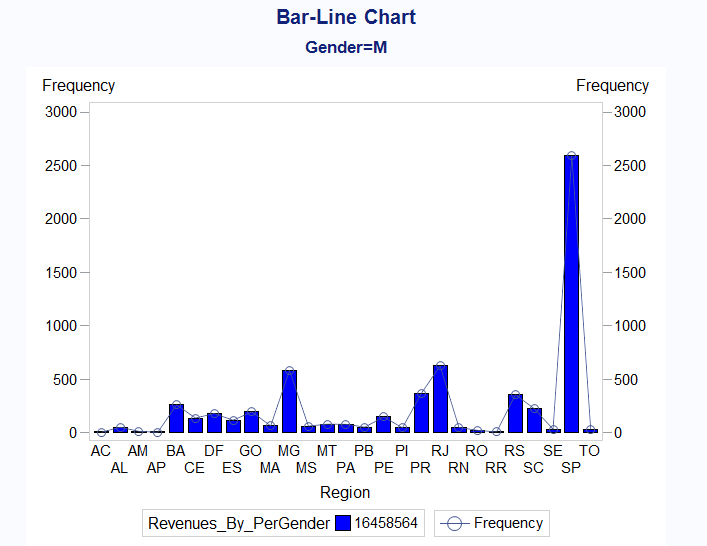 Bar-Line Chart
Gender=M
Frequency Frequency
3000 3000
2500 2500
2000 2000
1500 1500
1000 1000
500 500
0 0
AC AM BA DF GO MG MT PB PI RJ RO RS SE TO
AL AP CE ES MA MS PA PE PR RN RR SC SP
Region
Revenues_By_PerGender 16458564 Frequency